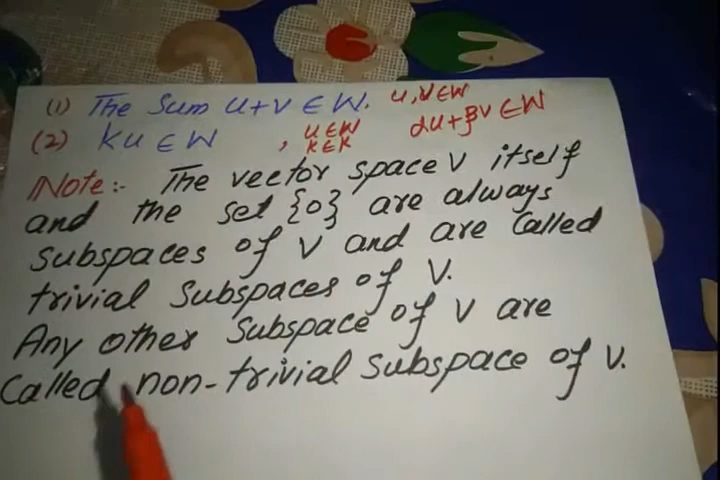 (1) The Sum u+v ∈ W. u,v ∈ W
(2) Ku ∈ W , u ∈ W αu+βv ∈ W
K ∈ K
Note:- The vector space V itself
and the set {0} are always
subspaces of V and are called
trivial subspaces of V.
Any other subspace of V are
Called non-trivial subspace of V.